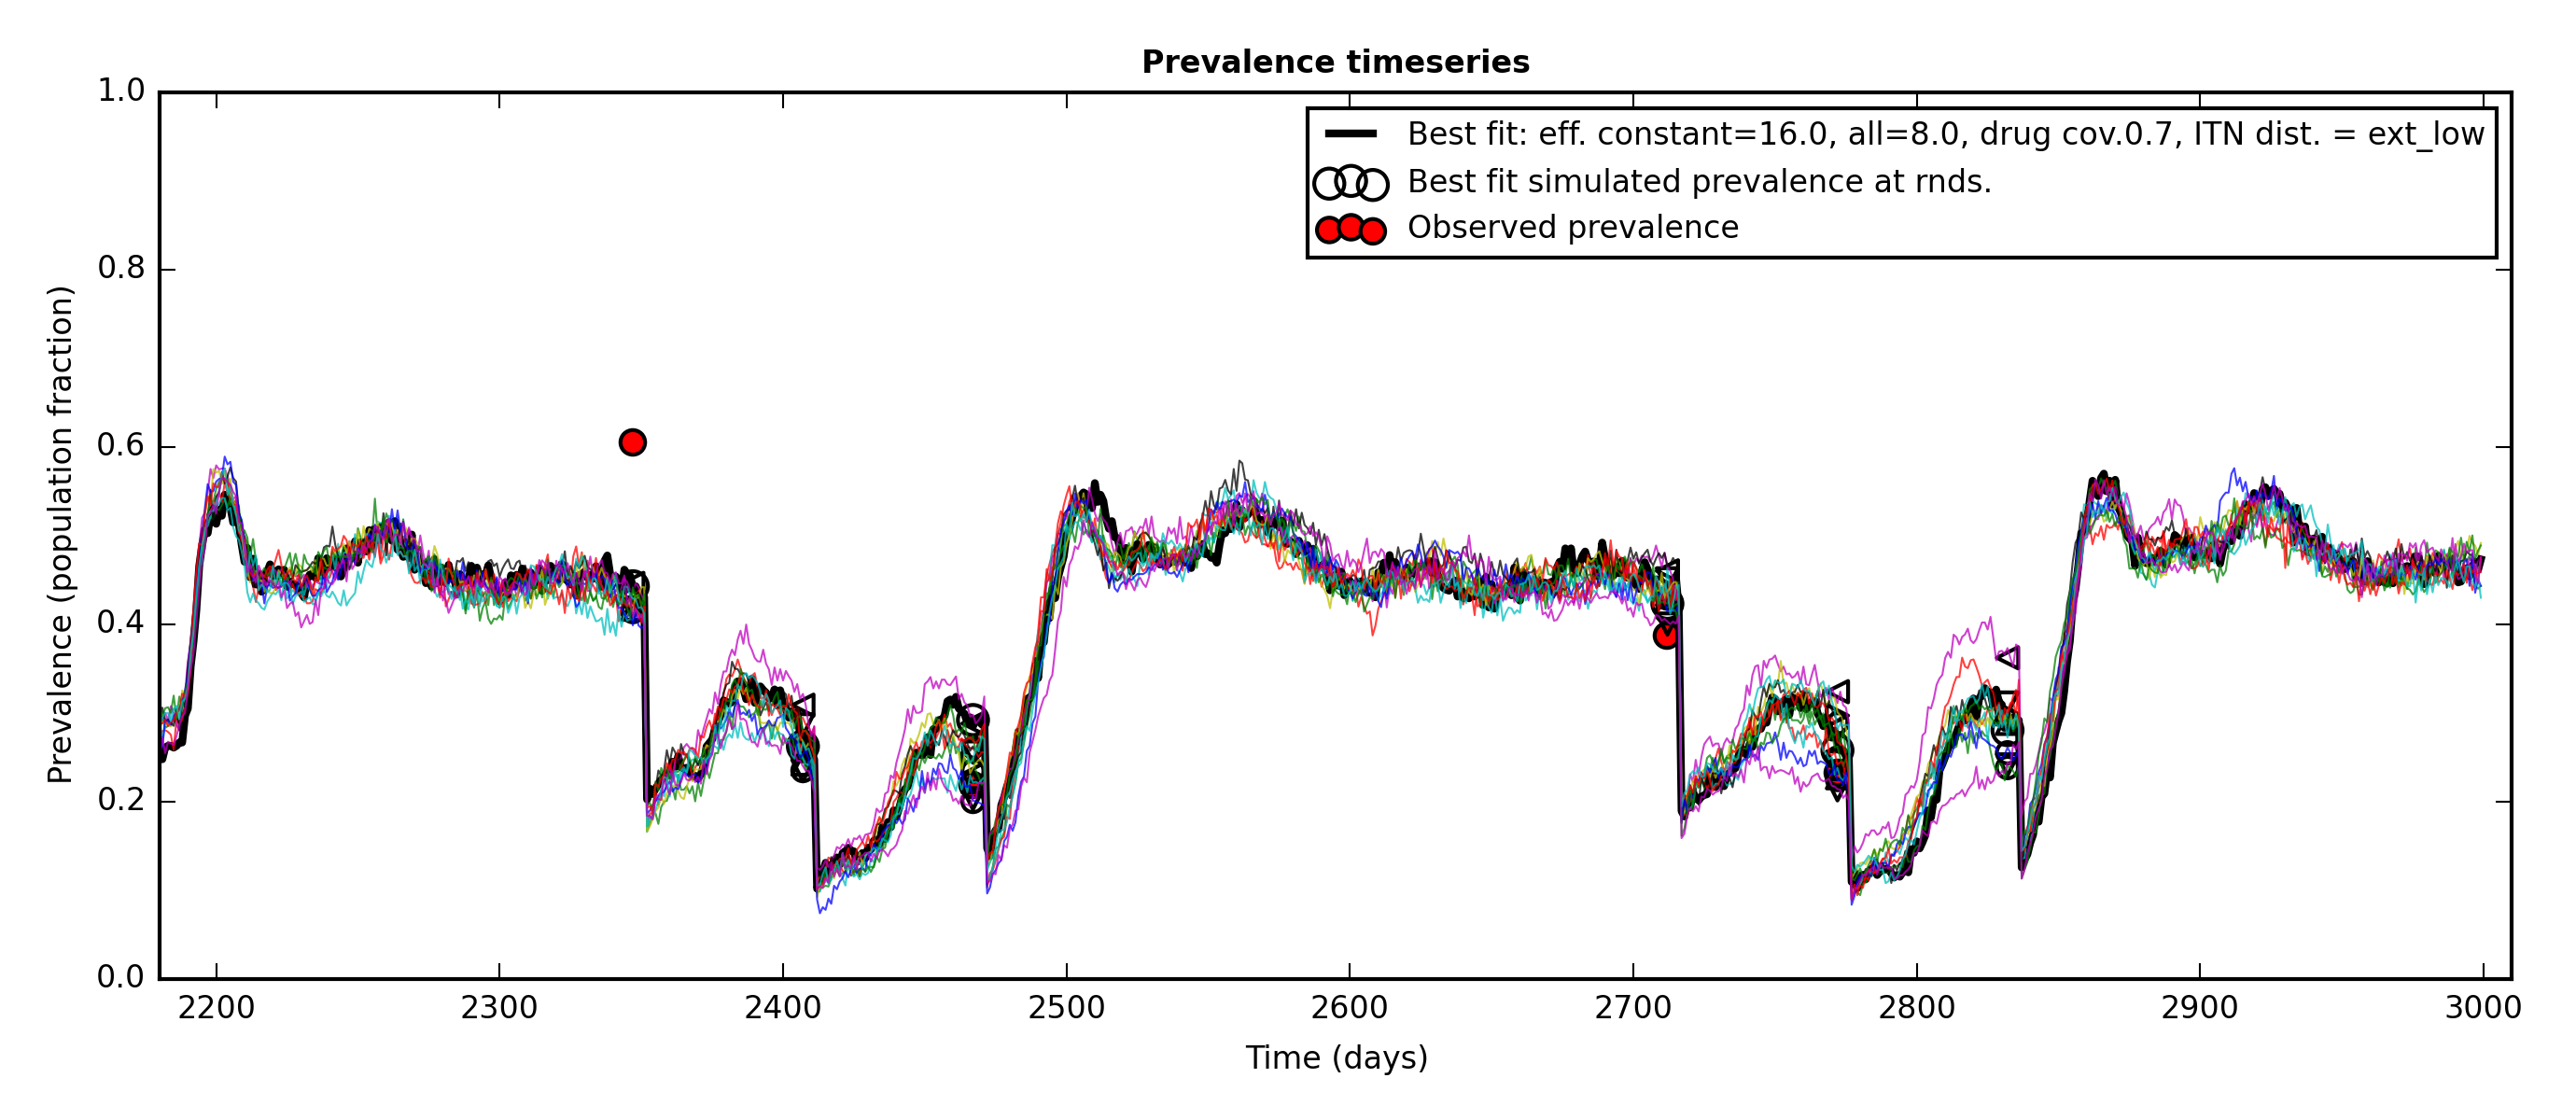 Prevalence timeseries
Best fit: eff. constant=16.0, all=8.0, drug cov.0.7, ITN dist. = ext_low
Best fit simulated prevalence at rnds.
Observed prevalence
Prevalence (population fraction)
1.0
0.8
0.6
0.4
0.2
0.0
2200 2300 2400 2500 2600 2700 2800 2900 3000
Time (days)